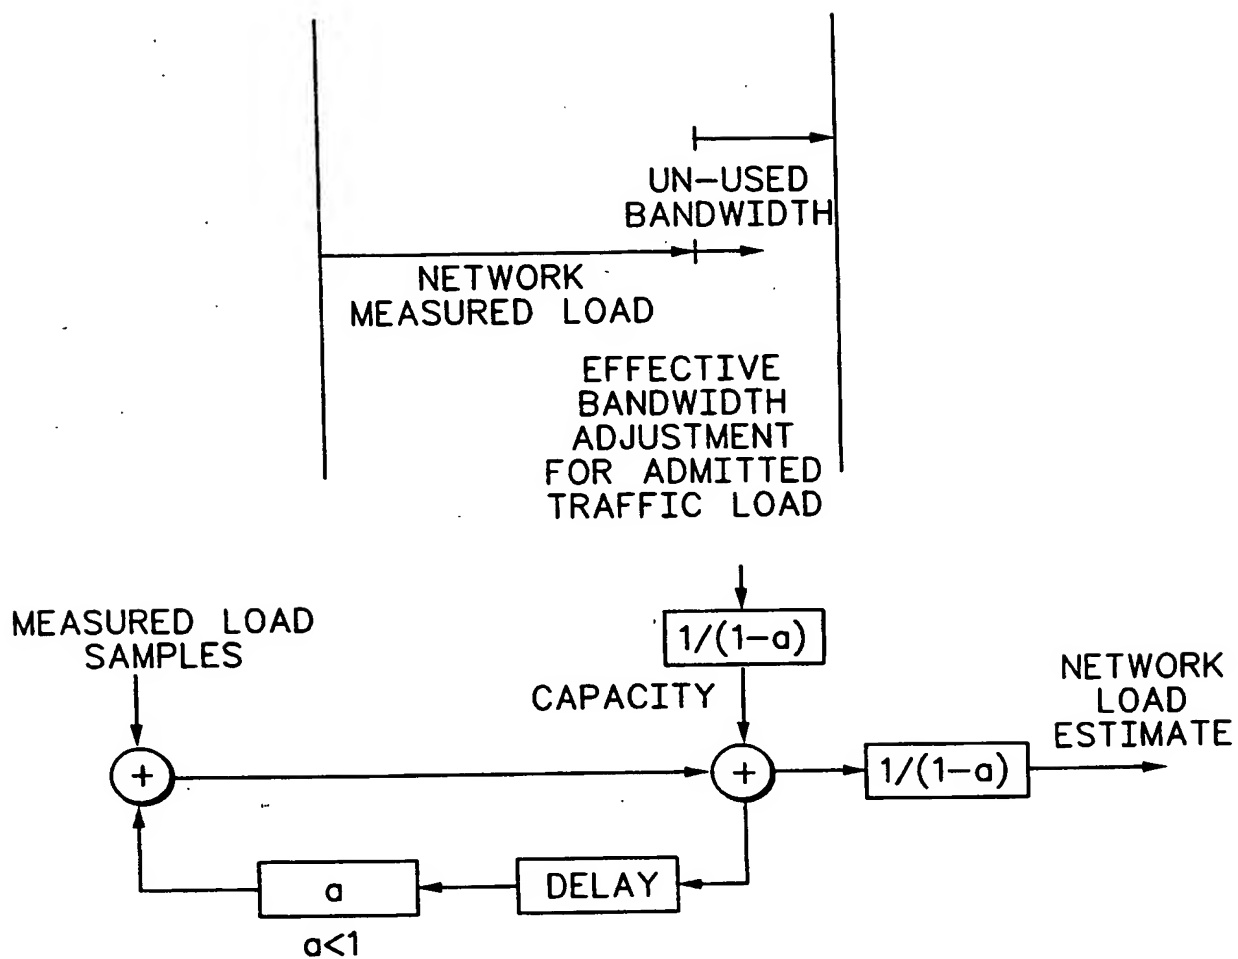 UN-USED
BANDWIDTH
NETWORK
MEASURED LOAD
EFFECTIVE
BANDWIDTH
ADJUSTMENT
FOR ADMITTED
TRAFFIC LOAD
MEASURED LOAD
SAMPLES
1/(1-a)
CAPACITY
NETWORK
LOAD
ESTIMATE
+
+
1/(1-a)
a
DELAY
a<1